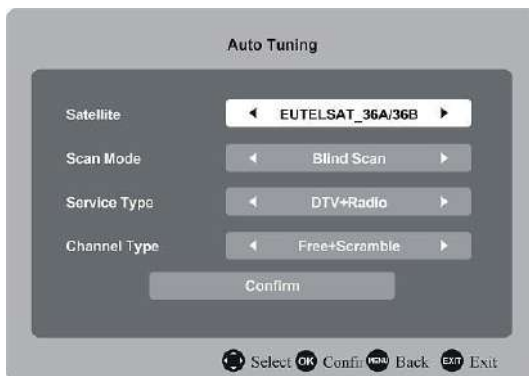 Auto Tuning
Satellite EUTELSAT_36A/36B
Scan Mode Blind Scan
Service Type DTV+Radio
Channel Type Free+Scramble
Confirm
Select OK Confir MENU Back EXIT Exit